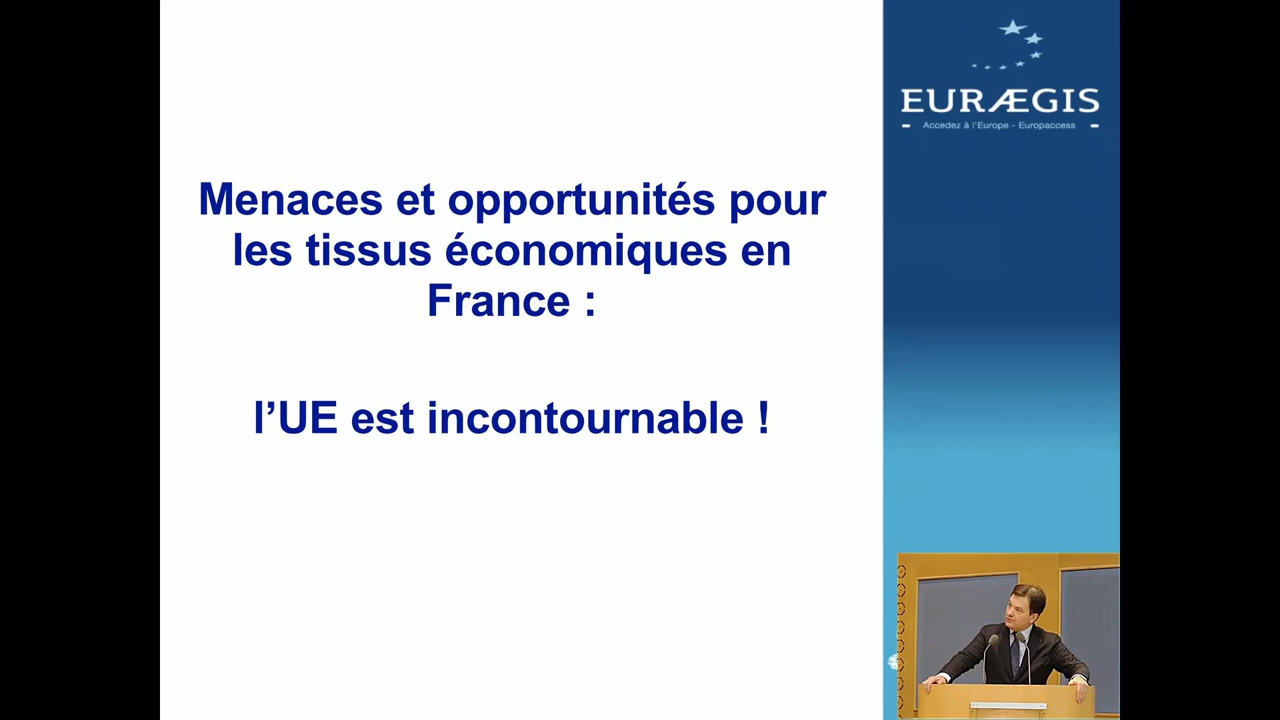 Menaces et opportunités pour
les tissus économiques en
France :
l’UE est incontournable !
EURÆGIS
Accedez à l'Europe - Europaccess